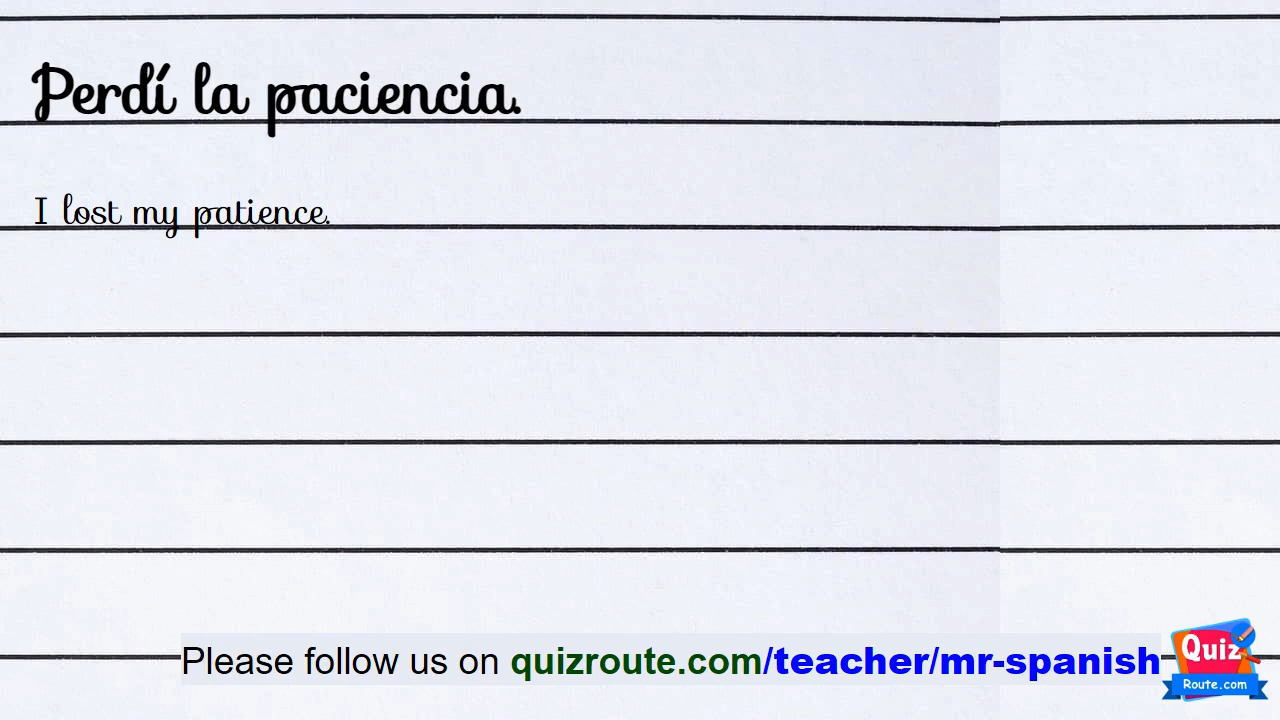 Perdí la paciencia.
I lost my patience.
Please follow us on quizroute.com/teacher/mr-spanish
Quiz
Route.com